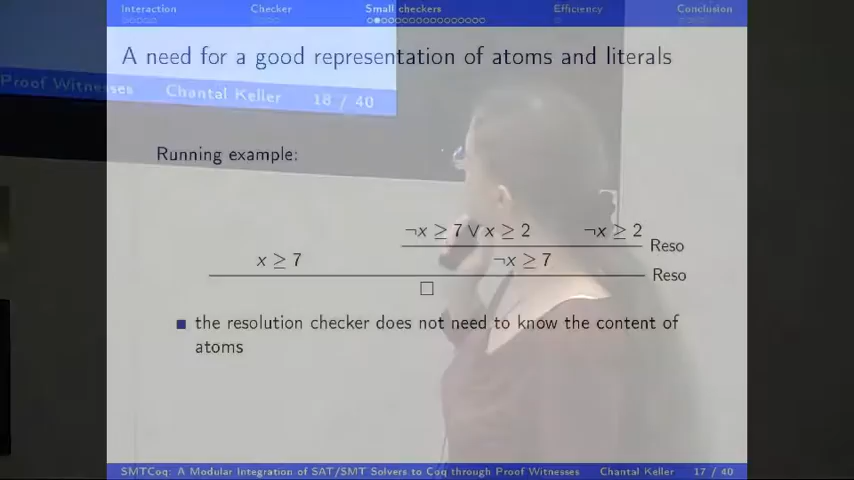 Interaction Checker Small checkers Efficiency Conclusion
A need for a good representation of atoms and literals
Proof Witnesses Chantal Keller 18 / 40
Running example:
¬x ≥ 7 ∨ x ≥ 2 ¬x ≥ 2
Reso
x ≥ 7 ¬x ≥ 7
Reso
□
■ the resolution checker does not need to know the content of
atoms
SMTCoq: A Modular Integration of SAT/SMT Solvers to Coq through Proof Witnesses Chantal Keller 17 / 40